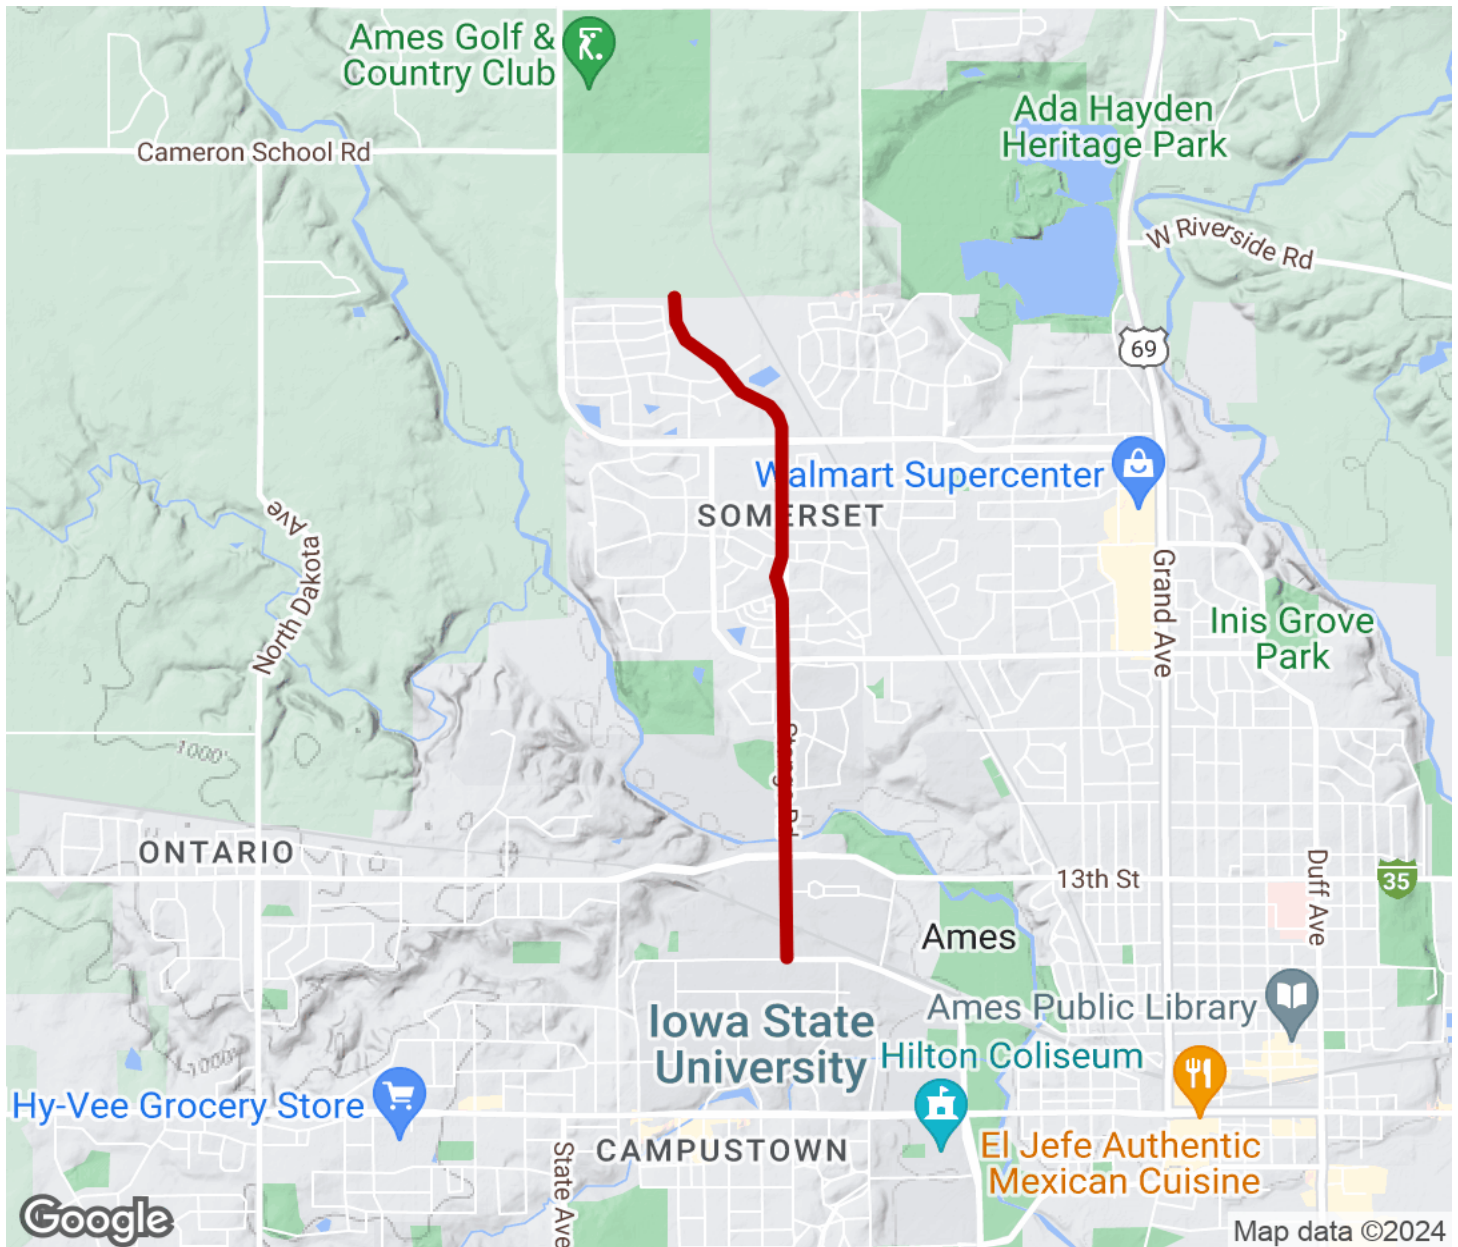 Ames Golf &
Country Club
Ada Hayden
Heritage Park
Cameron School Rd
W Riverside Rd
69
Walmart Supercenter
SOMERSET
North Dakota Ave
Grand Ave
Inis Grove
Park
1000'
Stange Rd
ONTARIO
13th St
35
Duff Ave
Ames
Ames Public Library
Iowa State
University
Hilton Coliseum
1000'
Hy-Vee Grocery Store
CAMPUSTOWN
State Ave
El Jefe Authentic
Mexican Cuisine
Google
Map data ©2024